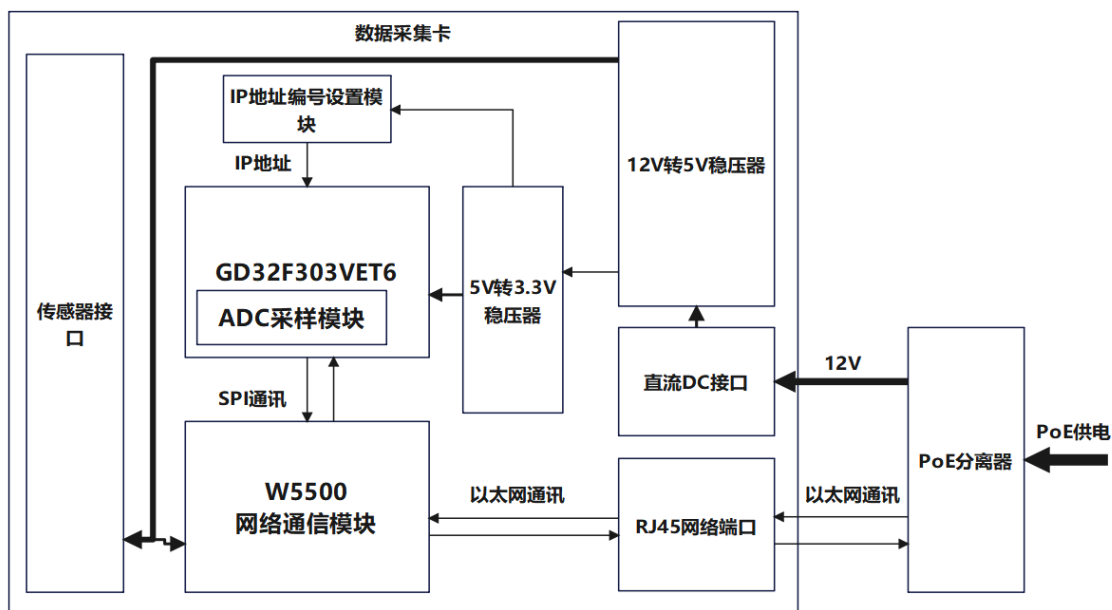 数据采集卡
IP地址编号设置模
块
IP地址
12V转5V稳压器
GD32F303VET6
ADC采样模块
5V转3.3V
稳压器
传感器接
口
直流DC接口
12V
PoE供电
PoE分离器
SPI通讯
W5500
网络通信模块
以太网通讯
RJ45网络端口
以太网通讯